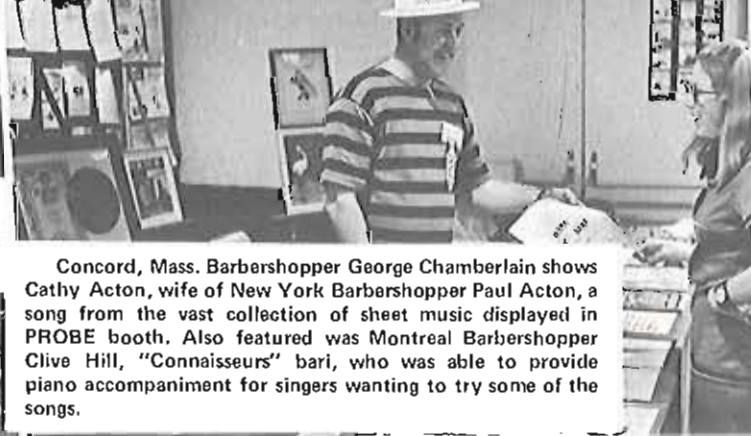 Concord, Mass. Barbershopper George Chamberlain shows
Cathy Acton, wife of New York Barbershopper Paul Acton, a
song from the vast collection of sheet music displayed in
PROBE booth. Also featured was Montreal Barbershopper
Clive Hill, "Connaisseurs" bari, who was able to provide
piano accompaniment for singers wanting to try some of the
songs.